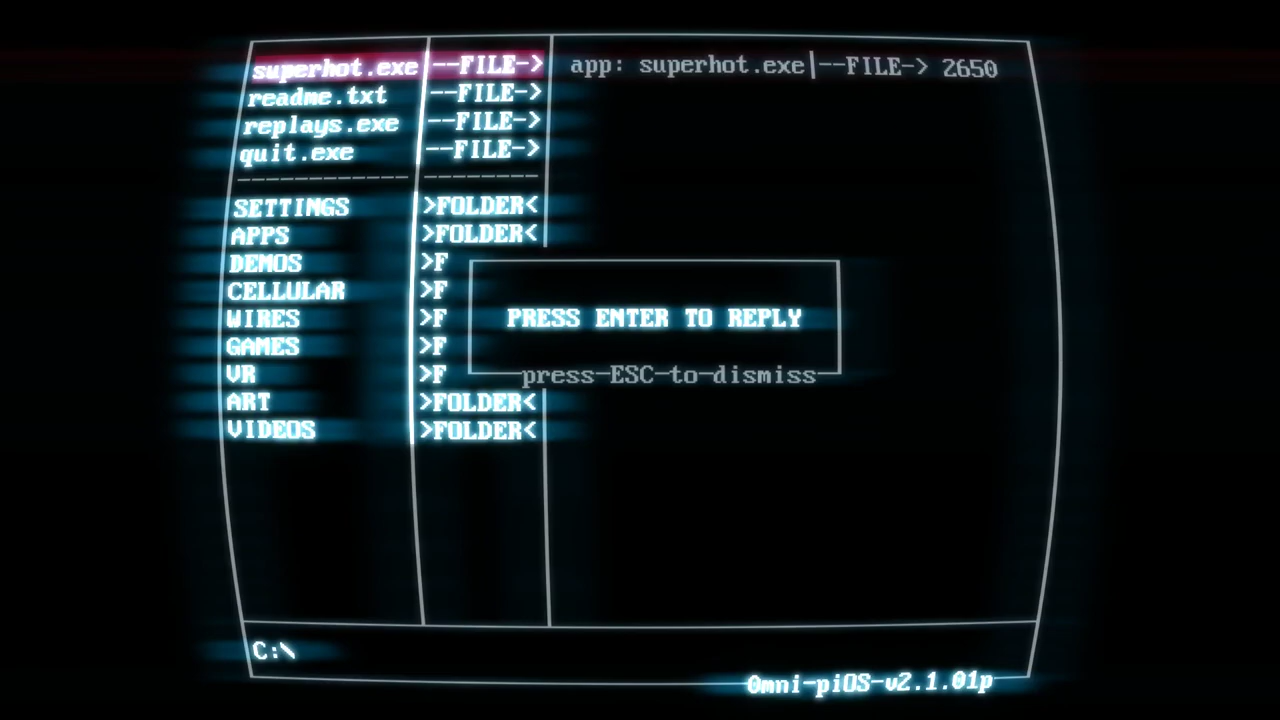 superhot.exe --FILE-> app: superhot.exe|--FILE-> 2650
readme.txt --FILE->
replays.exe --FILE->
quit.exe --FILE->
------------ --------
SETTINGS >FOLDER<
APPS >FOLDER<
DEMOS >F
CELLULAR >F
WIRES >F
PRESS ENTER TO REPLY
GAMES >F
VR >F
press-ESC-to-dismiss
ART >FOLDER<
VIDEOS >FOLDER<
C:\
Omni-piOS-v2.1.01p